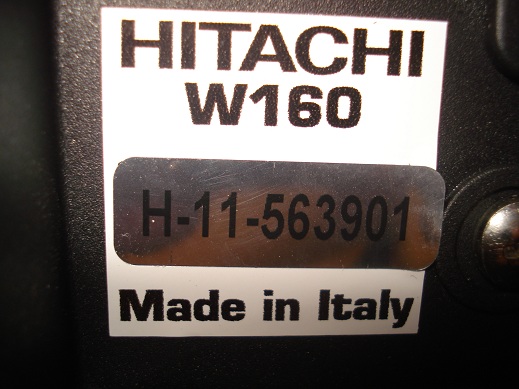 HITACHI
W160
H-11-563901
Made in Italy